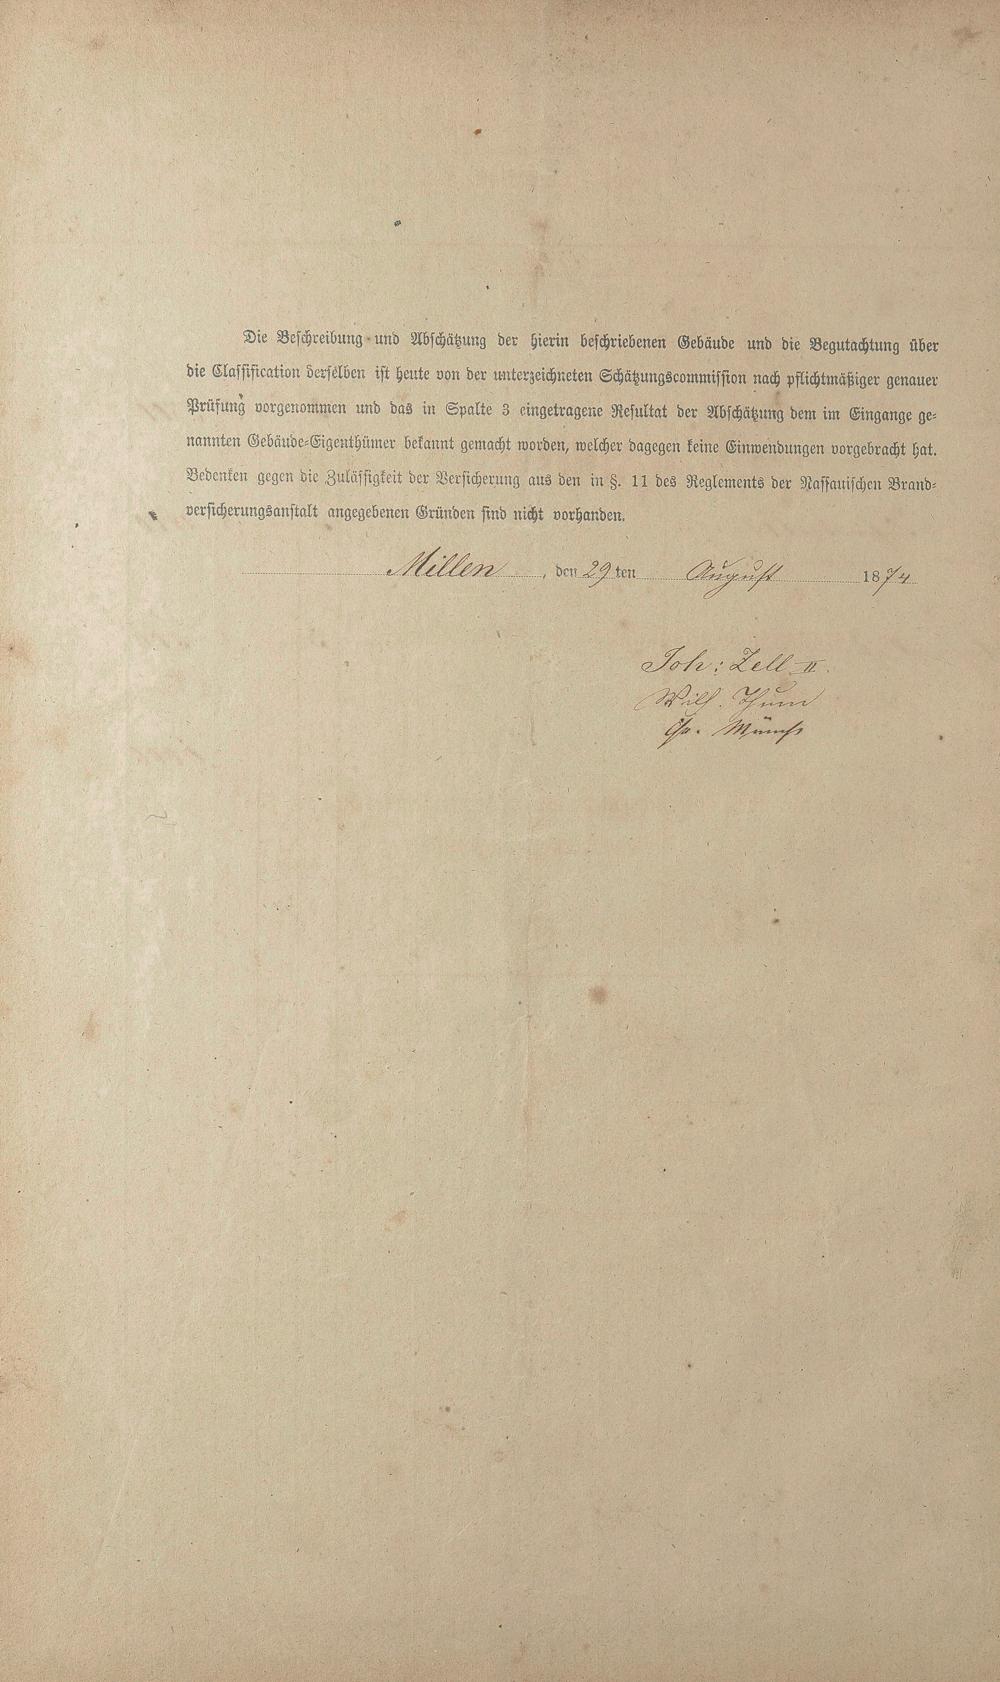 Die Beschreibung und Abschätzung der hierin beschriebenen Gebäude und die Begutachtung über
die Classification derselben ist heute von der unterzeichneten Schätzungscommission nach pflichtmäßiger genauer
Prüfung vorgenommen und das in Spalte 3 eingetragene Resultat der Abschätzung dem im Eingange ge-
nannten Gebäude-Eigenthümer bekannt gemacht worden, welcher dagegen keine Einwendungen vorgebracht hat.
Bedenken gegen die Zulässigkeit der Versicherung aus den in §. 11 des Reglements der Nassauischen Brand-
versicherungsanstalt angegebenen Gründen sind nicht vorhanden.
Millen, den 29ten August 1874
Joh: Zell II.
Wilh. Thum